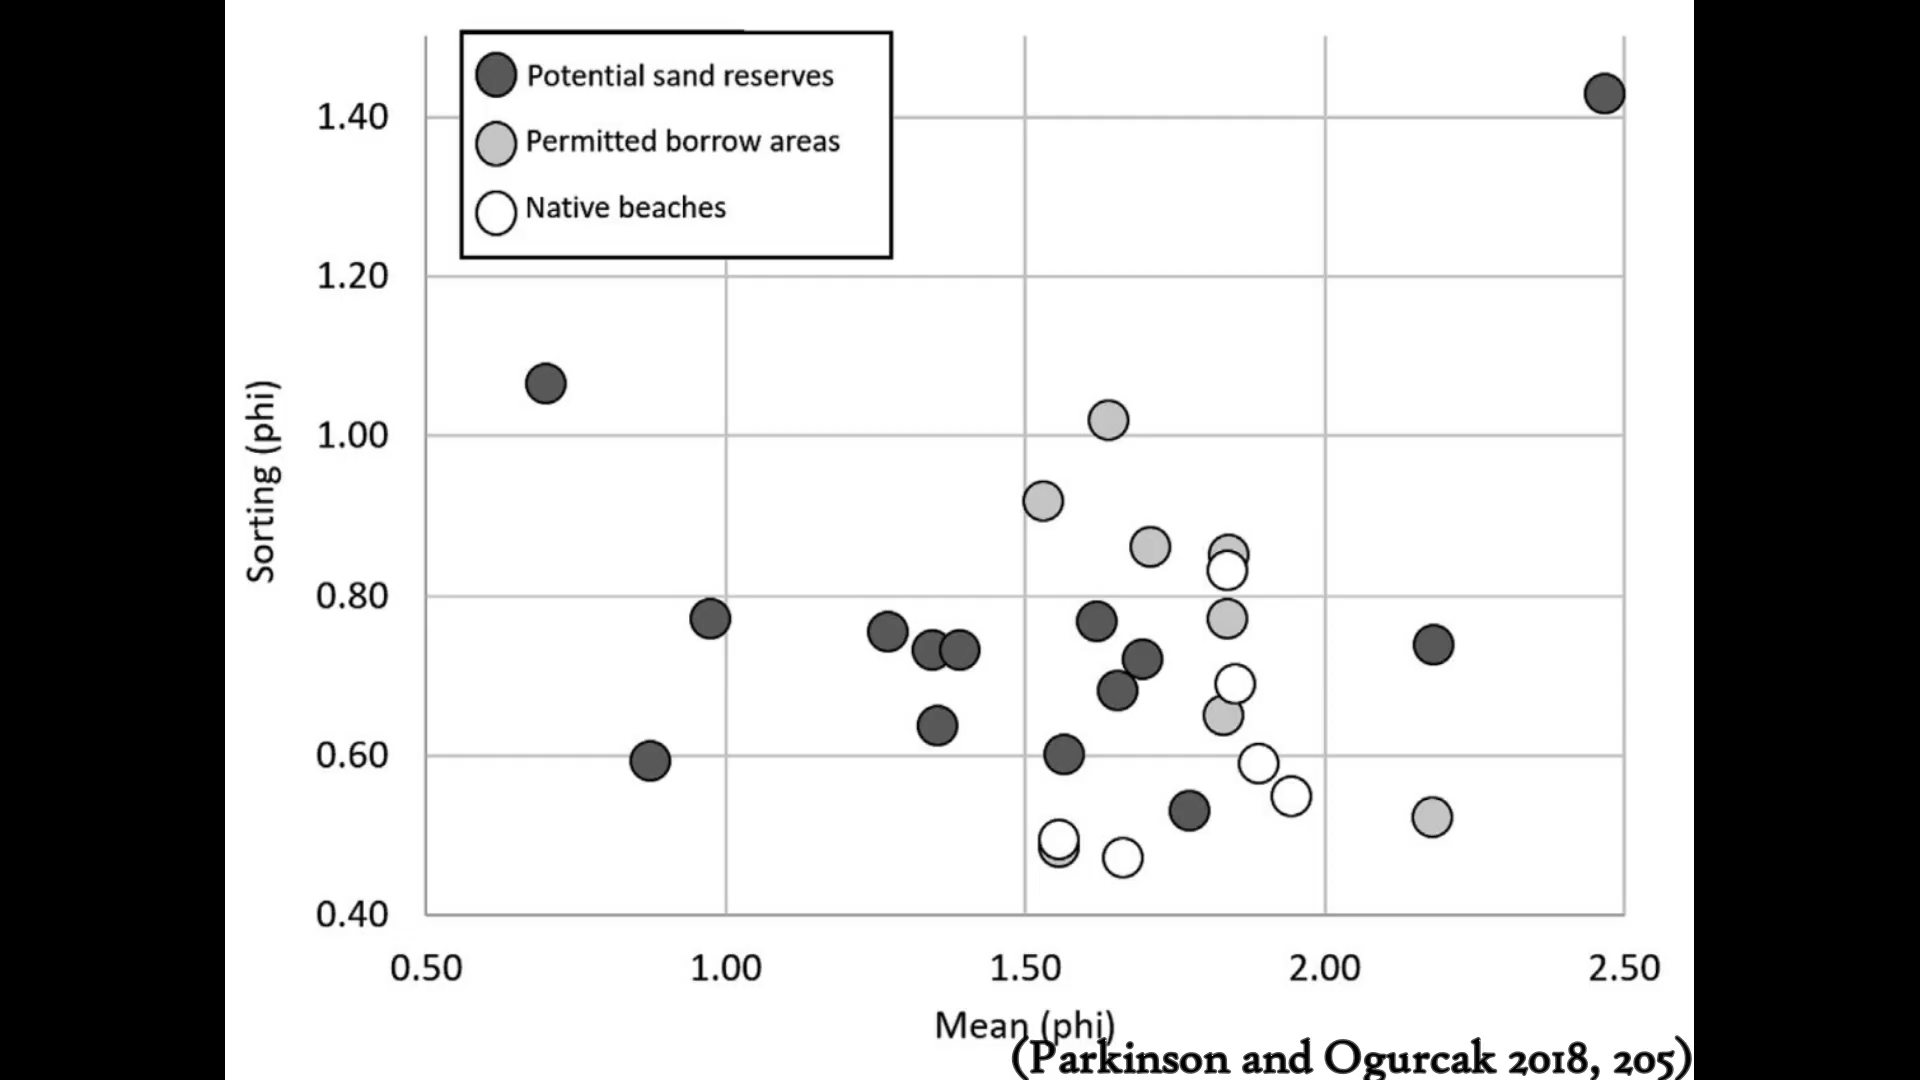 Potential sand reserves
Permitted borrow areas
Native beaches
1.40
1.20
1.00
0.80
0.60
0.40
Sorting (phi)
0.50 1.00 1.50 2.00 2.50
Mean (phi)
(Parkinson and Ogurcak 2018, 205)